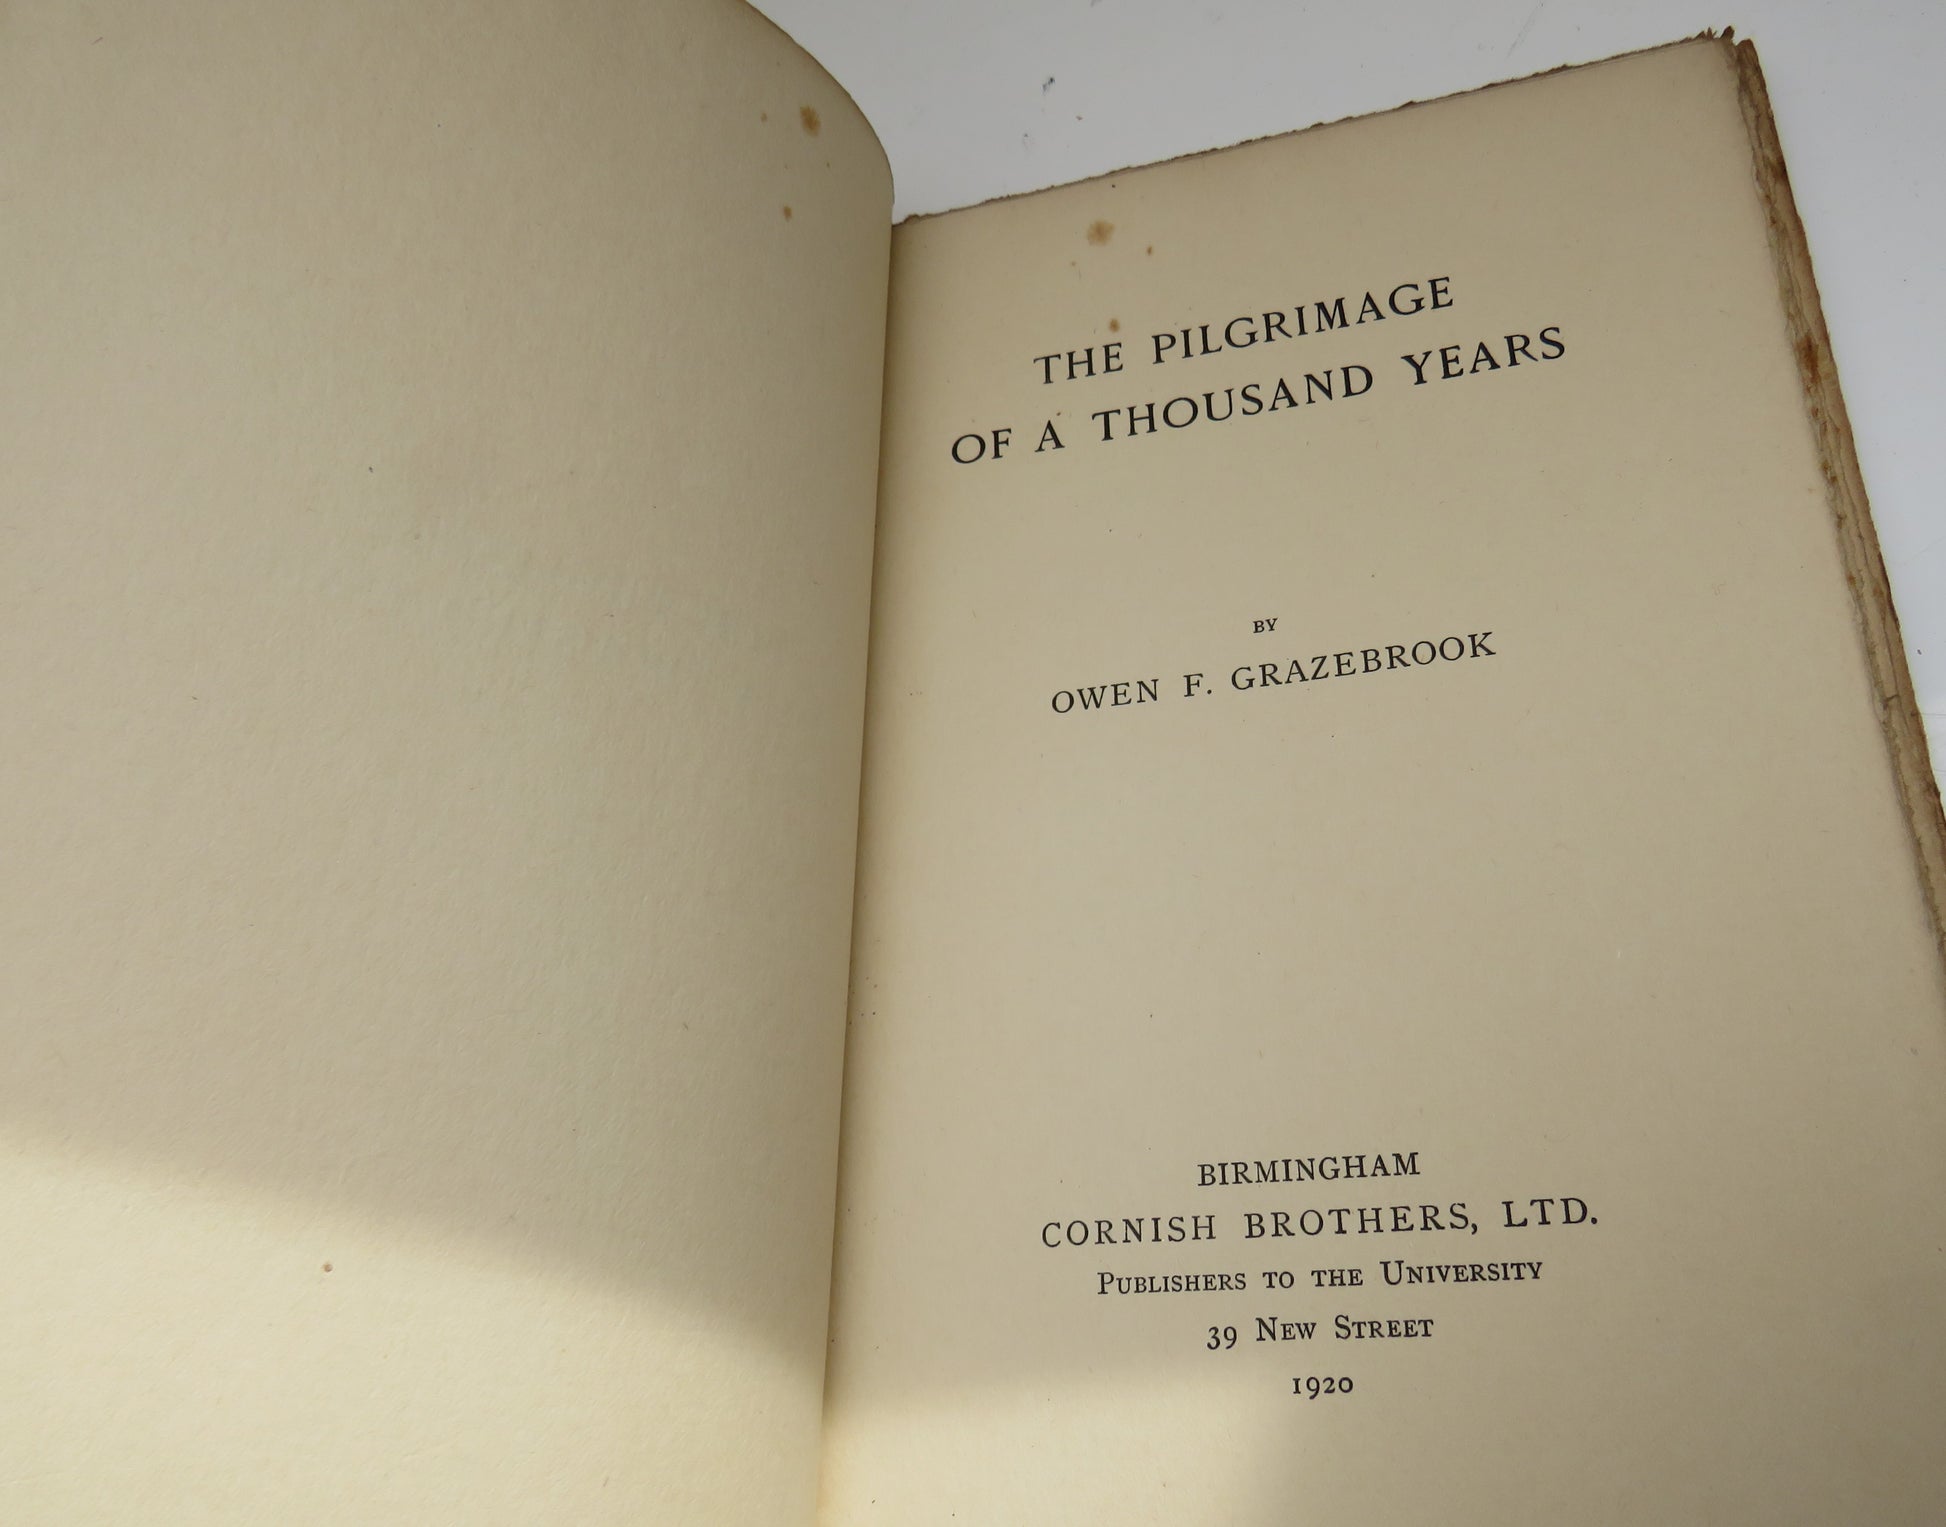 THE PILGRIMAGE
OF A THOUSAND YEARS
BY
OWEN F. GRAZEBROOK
BIRMINGHAM
CORNISH BROTHERS, LTD.
PUBLISHERS TO THE UNIVERSITY
39 NEW STREET
1920